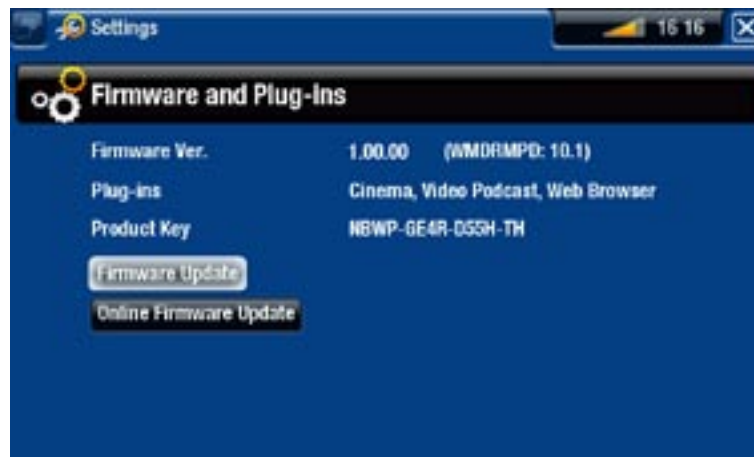 Settings
16 16
Firmware and Plug-ins
Firmware Ver. 1.00.00 (WMDRMPD: 10.1)
Plug-ins Cinema, Video Podcast, Web Browser
Product Key NBWP-GE4R-D55H-TH
Firmware Update
Online Firmware Update